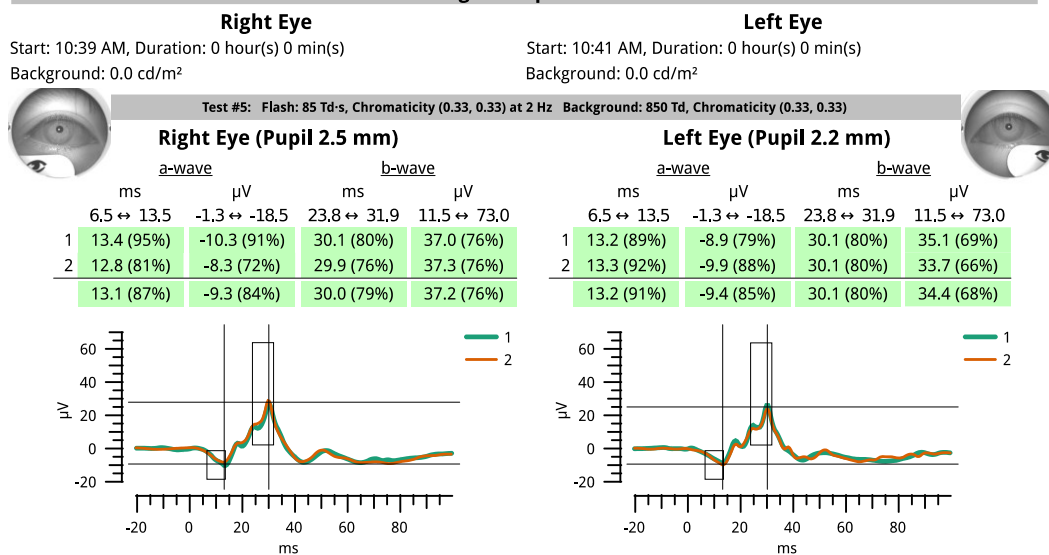 Right Eye
Left Eye
Start: 10:39 AM, Duration: 0 hour(s) 0 min(s)
Start: 10:41 AM, Duration: 0 hour(s) 0 min(s)
Background: 0.0 cd/m²
Background: 0.0 cd/m²
Test #5: Flash: 85 Td·s, Chromaticity (0.33, 0.33) at 2 Hz Background: 850 Td, Chromaticity (0.33, 0.33)
Right Eye (Pupil 2.5 mm)
a-wave b-wave
ms µV ms µV
6.5 ↔ 13.5 -1.3 ↔ -18.5 23.8 ↔ 31.9 11.5 ↔ 73.0
1 13.4 (95%) -10.3 (91%) 30.1 (80%) 37.0 (76%)
2 12.8 (81%) -8.3 (72%) 29.9 (76%) 37.3 (76%)
13.1 (87%) -9.3 (84%) 30.0 (79%) 37.2 (76%)
Left Eye (Pupil 2.2 mm)
a-wave b-wave
ms µV ms µV
6.5 ↔ 13.5 -1.3 ↔ -18.5 23.8 ↔ 31.9 11.5 ↔ 73.0
1 13.2 (89%) -8.9 (79%) 30.1 (80%) 35.1 (69%)
2 13.3 (92%) -9.9 (88%) 30.1 (80%) 33.7 (66%)
13.2 (91%) -9.4 (85%) 30.1 (80%) 34.4 (68%)
1
2
60
40
20
0
-20
µV
-20 0 20 40 60 80
ms
1
2
60
40
20
0
-20
µV
-20 0 20 40 60 80
ms